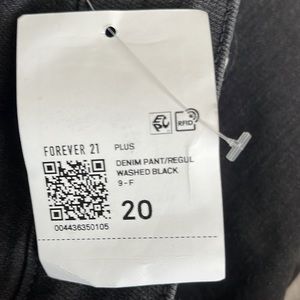 RFID
FOREVER 21 PLUS
DENIM PANT/REGUL
WASHED BLACK
9 - F
20
004436350105